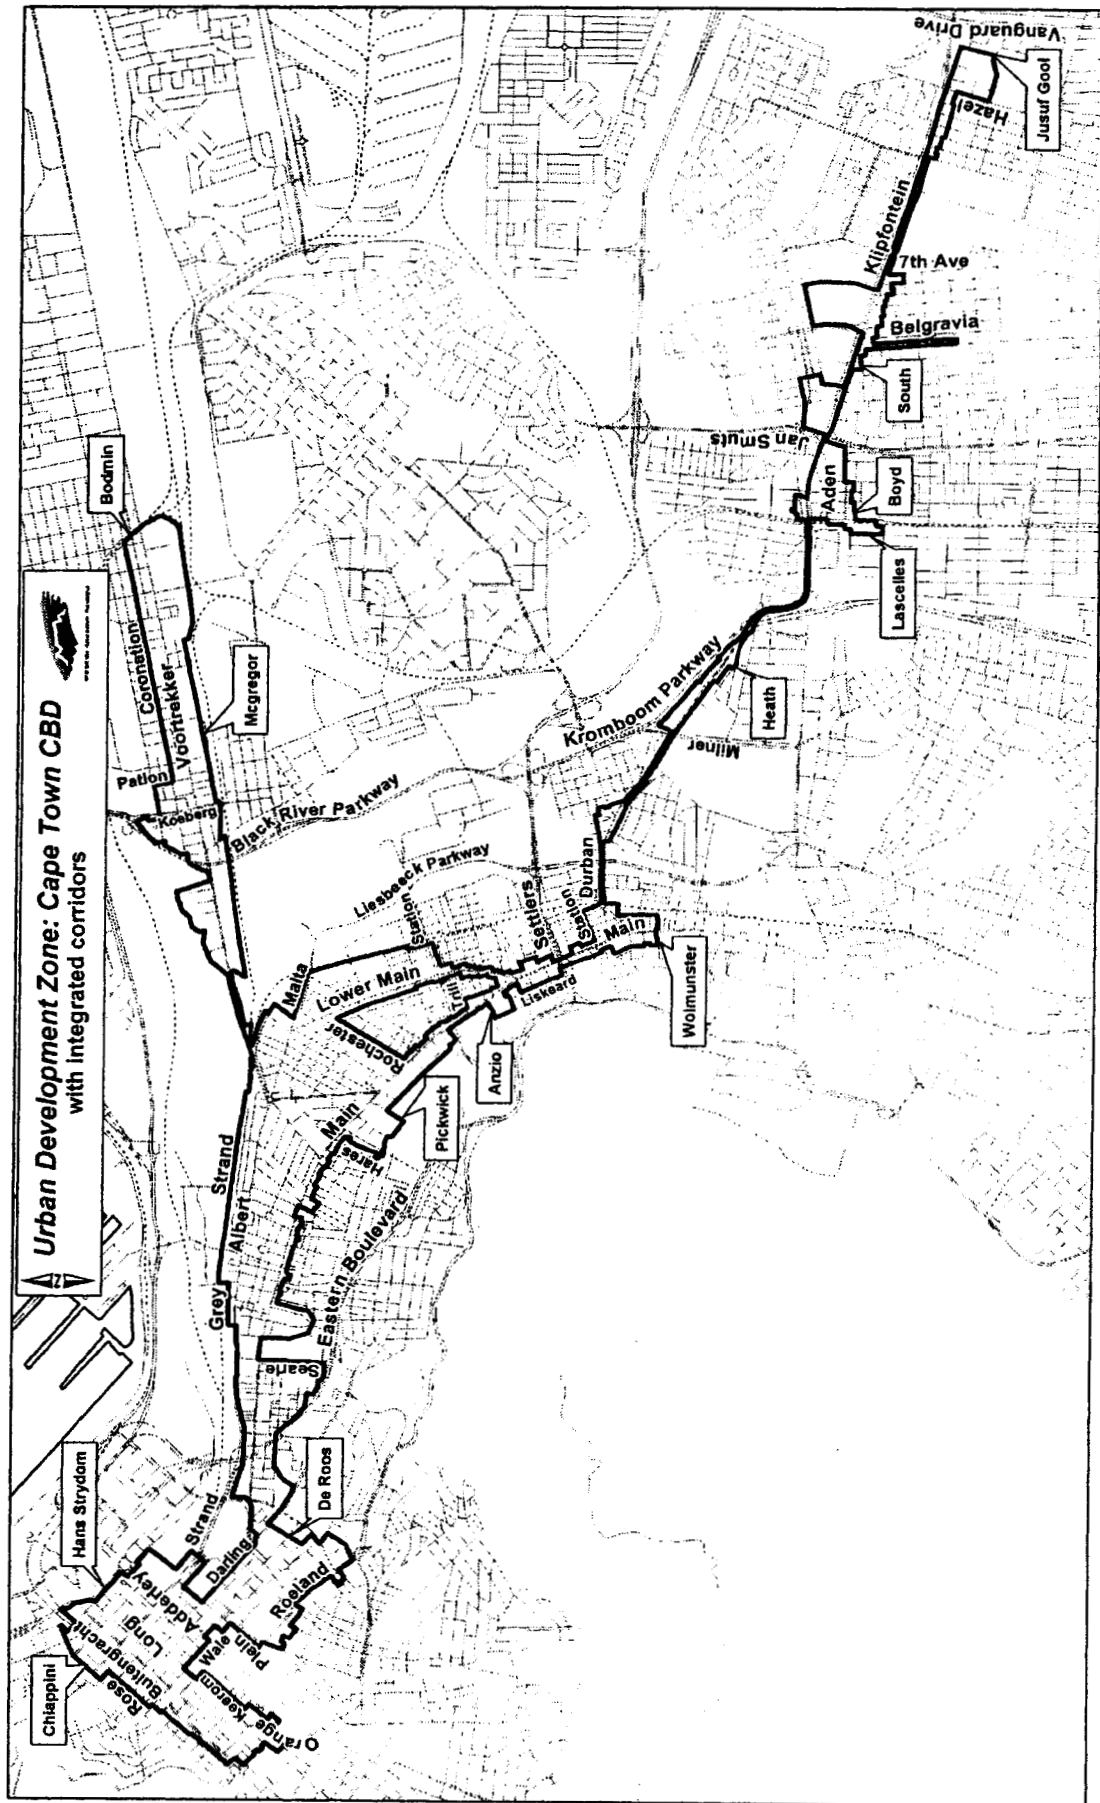 Urban Development Zone: Cape Town CBD
with Integrated corridors
N
Chiappini
Hans Strydom
Rose
Buitengracht
Long
Adderley
Strand
Darling
De Roos
Roeland
Plein
Wale
Keerom
Orange
Grey
Albert
Strand
Searle
Eastern Boulevard
Main
Hares
Pickwick
Anzio
Rochester
Lower Main
Trill
Malta
Station
Liesbeeck Parkway
Black River Parkway
Koeberg
Voortrekker
Coronation
Bodmin
Mcgregor
Liskeard
Settlers
Station
Main
Wolmunster
Durban
Kromboom Parkway
Milner
Heath
Lascelles
Boyd
Aden
Jan Smuts
South
Belgravia
7th Ave
Klipfontein
Hazel
Jusuf Gool
Vanguard Drive